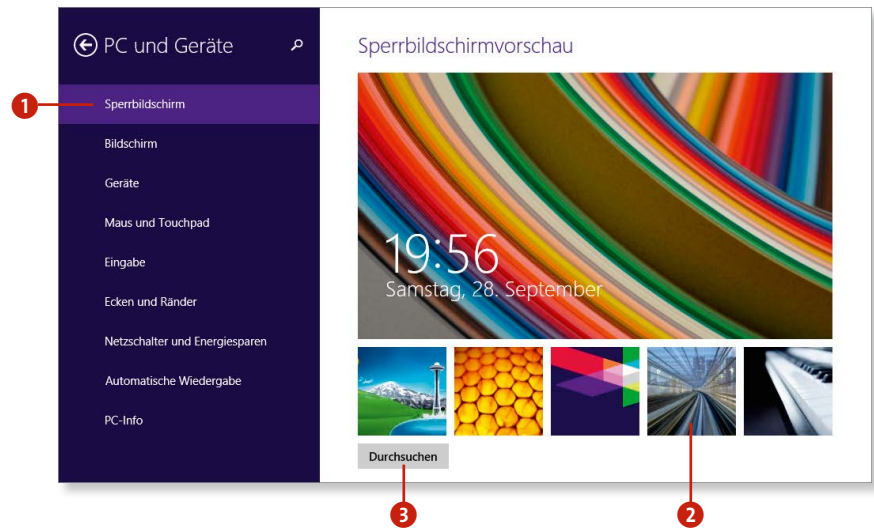 PC und Geräte
Sperrbildschirm
Bildschirm
Geräte
Maus und Touchpad
Eingabe
Ecken und Ränder
Netzschalter und Energiesparen
Automatische Wiedergabe
PC-Info
Sperrbildschirmvorschau
19:56
Samstag, 28. September
Durchsuchen
1
3
2